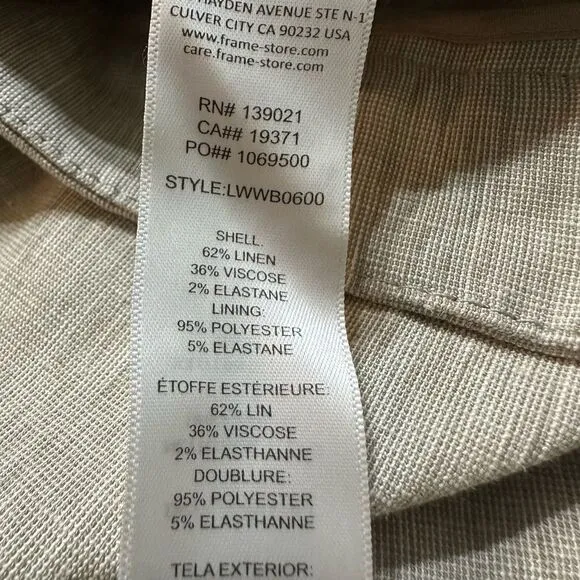 HAYDEN AVENUE STE N-1
CULVER CITY CA 90232 USA
www.frame-store.com
care.frame-store.com
RN# 139021
CA## 19371
PO## 1069500
STYLE:LWWB0600
SHELL:
62% LINEN
36% VISCOSE
2% ELASTANE
LINING:
95% POLYESTER
5% ELASTANE
ÉTOFFE ESTÉRIEURE:
62% LIN
36% VISCOSE
2% ELASTHANNE
DOUBLURE:
95% POLYESTER
5% ELASTHANNE
TELA EXTERIOR: